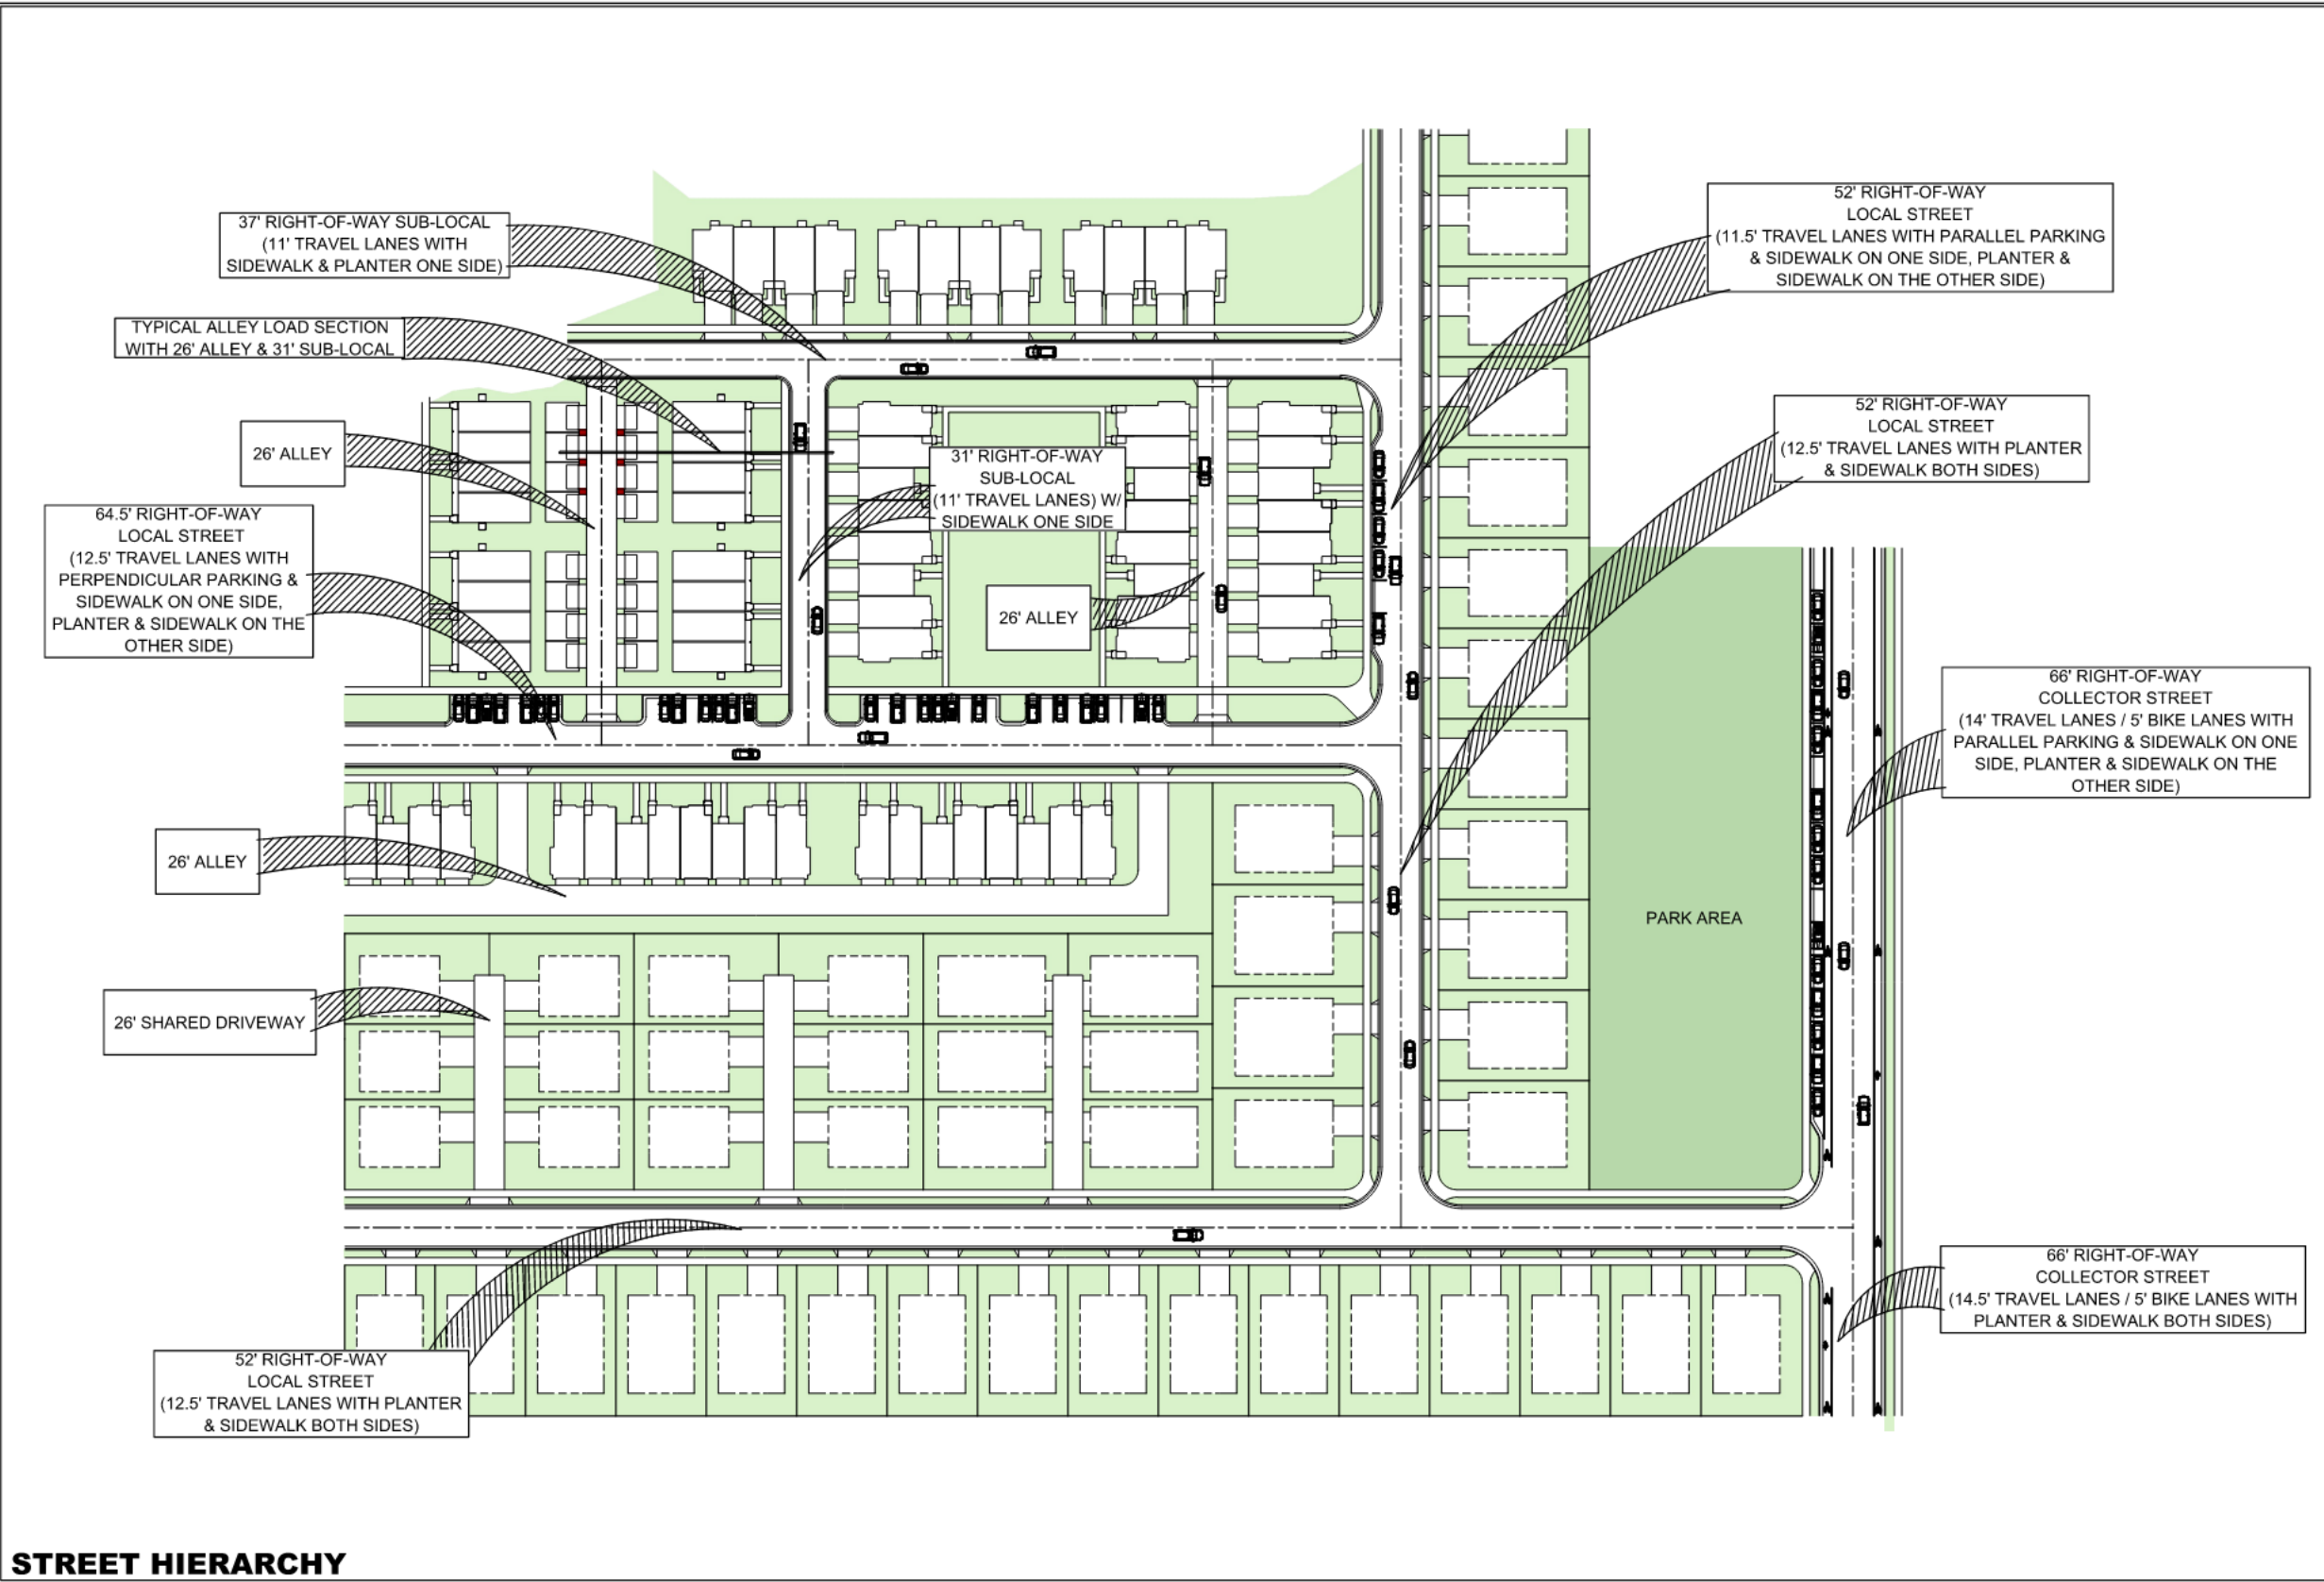 37' RIGHT-OF-WAY SUB-LOCAL
(11' TRAVEL LANES WITH
SIDEWALK & PLANTER ONE SIDE)
TYPICAL ALLEY LOAD SECTION
WITH 26' ALLEY & 31' SUB-LOCAL
26' ALLEY
64.5' RIGHT-OF-WAY
LOCAL STREET
(12.5' TRAVEL LANES WITH
PERPENDICULAR PARKING &
SIDEWALK ON ONE SIDE,
PLANTER & SIDEWALK ON THE
OTHER SIDE)
26' ALLEY
26' SHARED DRIVEWAY
52' RIGHT-OF-WAY
LOCAL STREET
(12.5' TRAVEL LANES WITH PLANTER
& SIDEWALK BOTH SIDES)
31' RIGHT-OF-WAY
SUB-LOCAL
(11' TRAVEL LANES) W/
SIDEWALK ONE SIDE
26' ALLEY
52' RIGHT-OF-WAY
LOCAL STREET
(11.5' TRAVEL LANES WITH PARALLEL PARKING
& SIDEWALK ON ONE SIDE, PLANTER &
SIDEWALK ON THE OTHER SIDE)
52' RIGHT-OF-WAY
LOCAL STREET
(12.5' TRAVEL LANES WITH PLANTER
& SIDEWALK BOTH SIDES)
66' RIGHT-OF-WAY
COLLECTOR STREET
(14' TRAVEL LANES / 5' BIKE LANES WITH
PARALLEL PARKING & SIDEWALK ON ONE
SIDE, PLANTER & SIDEWALK ON THE
OTHER SIDE)
PARK AREA
66' RIGHT-OF-WAY
COLLECTOR STREET
(14.5' TRAVEL LANES / 5' BIKE LANES WITH
PLANTER & SIDEWALK BOTH SIDES)
STREET HIERARCHY